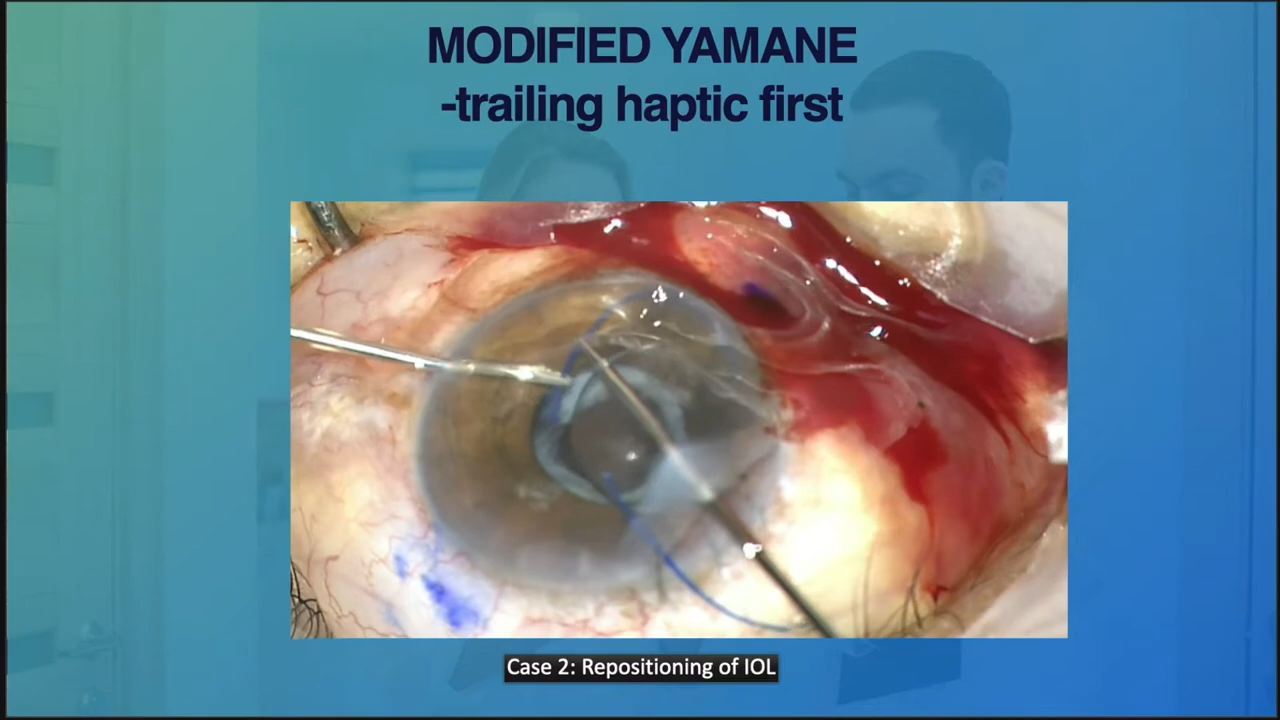 MODIFIED YAMANE
-trailing haptic first
Case 2: Repositioning of IOL